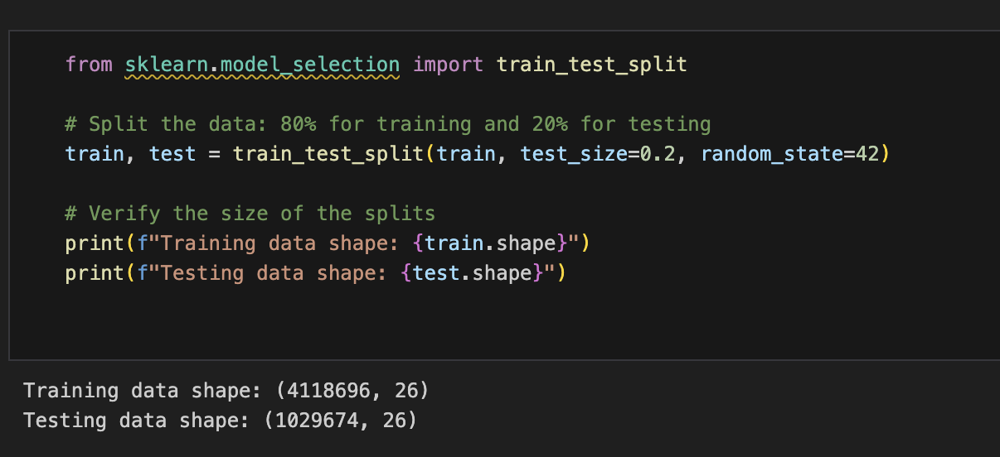 from sklearn.model_selection import train_test_split
# Split the data: 80% for training and 20% for testing
train, test = train_test_split(train, test_size=0.2, random_state=42)
# Verify the size of the splits
print(f"Training data shape: {train.shape}")
print(f"Testing data shape: {test.shape}")
Training data shape: (4118696, 26)
Testing data shape: (1029674, 26)